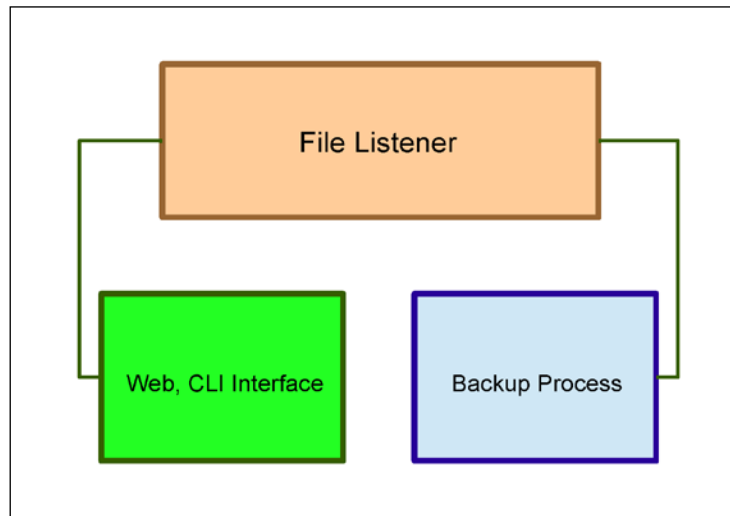 File Listener
Web, CLI Interface
Backup Process